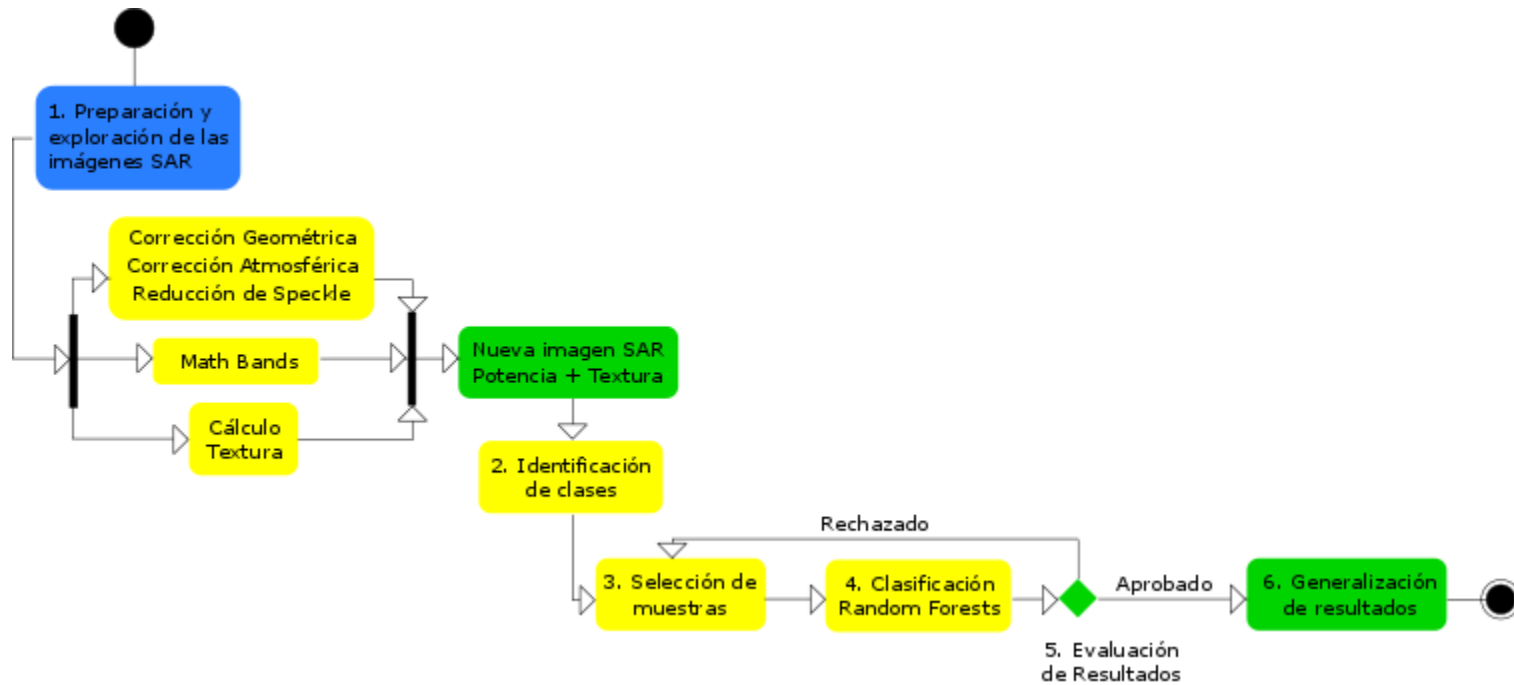 1. Preparación y
exploración de las
imágenes SAR
Corrección Geométrica
Corrección Atmosférica
Reducción de Speckle
Math Bands
Cálculo
Textura
Nueva imagen SAR
Potencia + Textura
2. Identificación
de clases
Rechazado
3. Selección de
muestras
4. Clasificación
Random Forests
Aprobado
5. Evaluación
de Resultados
6. Generalización
de resultados